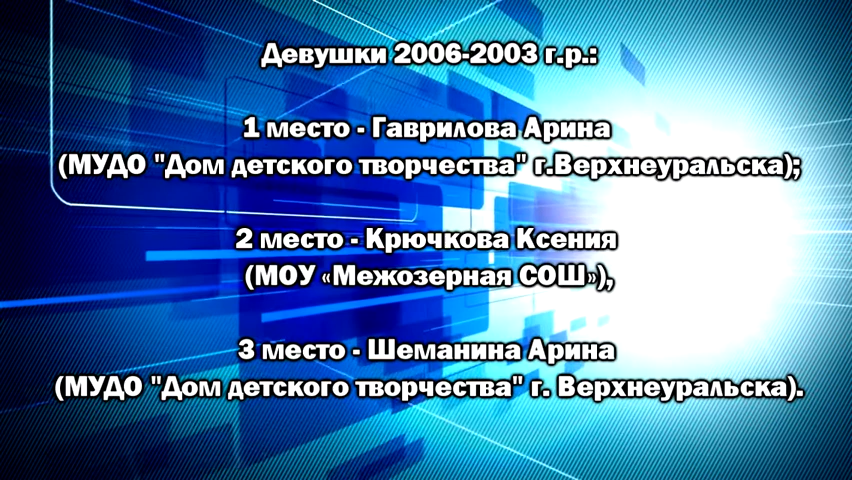 Девушки 2006-2003 г.р.:
1 место - Гаврилова Арина
(МУДО "Дом детского творчества" г.Верхнеуральска);
2 место - Крючкова Ксения
(МОУ «Межозерная СОШ»),
3 место - Шеманина Арина
(МУДО "Дом детского творчества" г. Верхнеуральска).